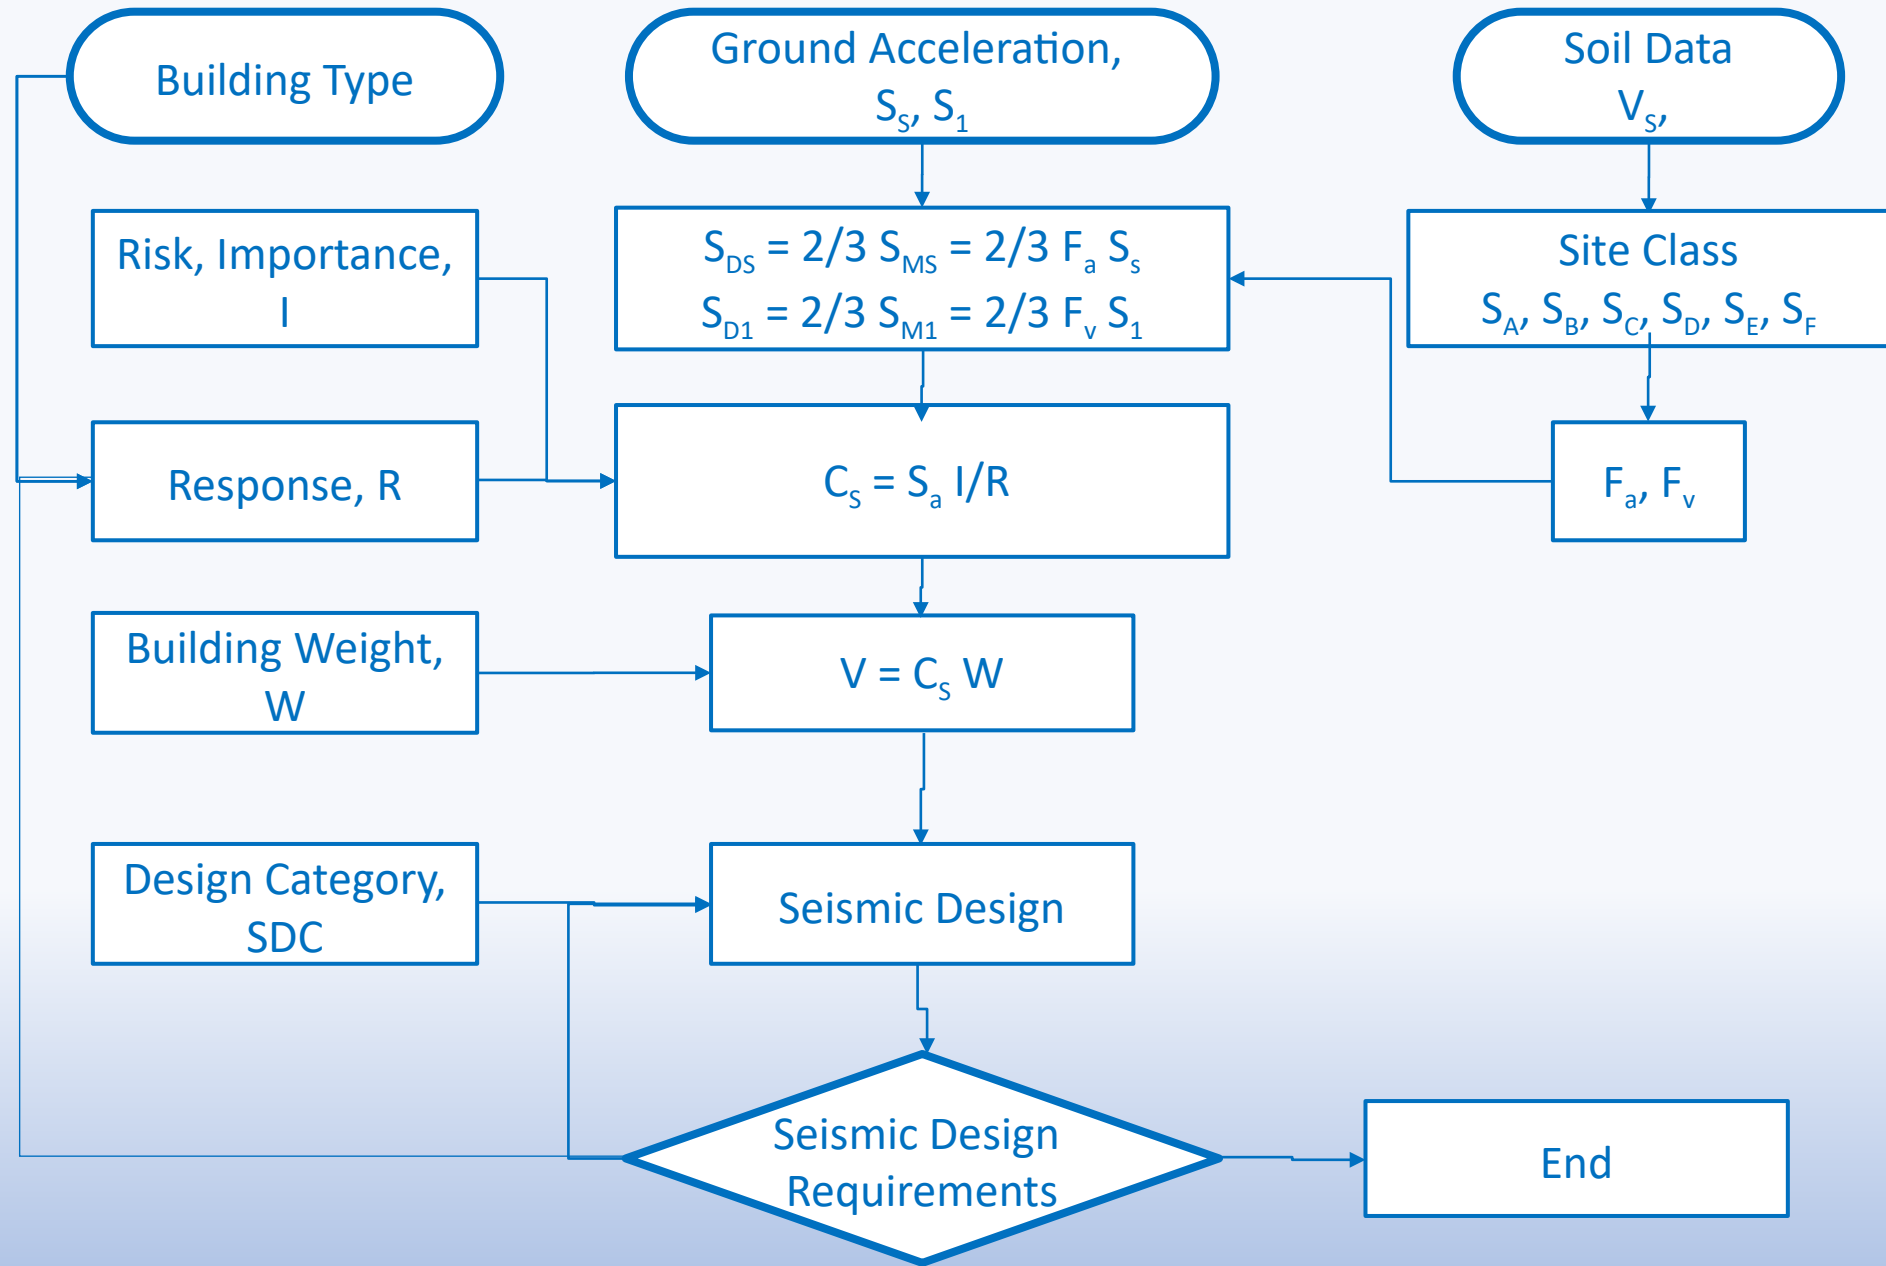 Building Type
Ground Acceleration,
S_S, S_1
Soil Data
V_S,
Risk, Importance,
I
S_DS = 2/3 S_MS = 2/3 F_a S_s
S_D1 = 2/3 S_M1 = 2/3 F_v S_1
Site Class
S_A, S_B, S_C, S_D, S_E, S_F
Response, R
C_S = S_a I/R
F_a, F_v
Building Weight,
W
V = C_S W
Design Category,
SDC
Seismic Design
Seismic Design
Requirements
End